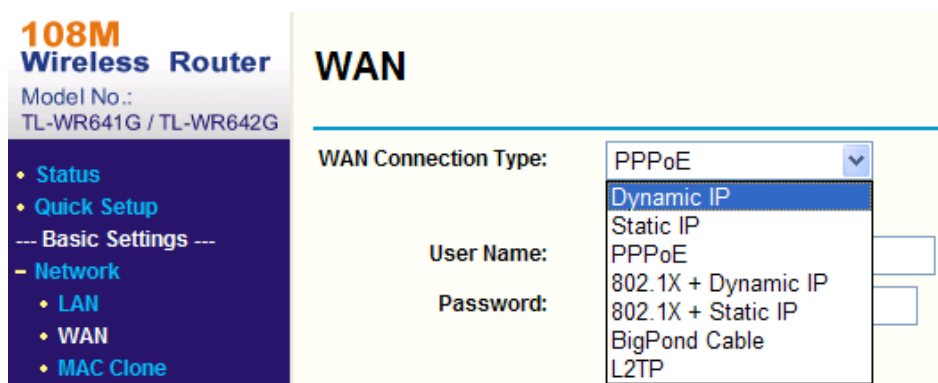 108M
Wireless Router
Model No.:
TL-WR641G / TL-WR642G
• Status
• Quick Setup
--- Basic Settings ---
– Network
• LAN
• WAN
• MAC Clone
WAN
WAN Connection Type: PPPoE
Dynamic IP
Static IP
PPPoE
802.1X + Dynamic IP
802.1X + Static IP
BigPond Cable
L2TP
User Name:
Password: